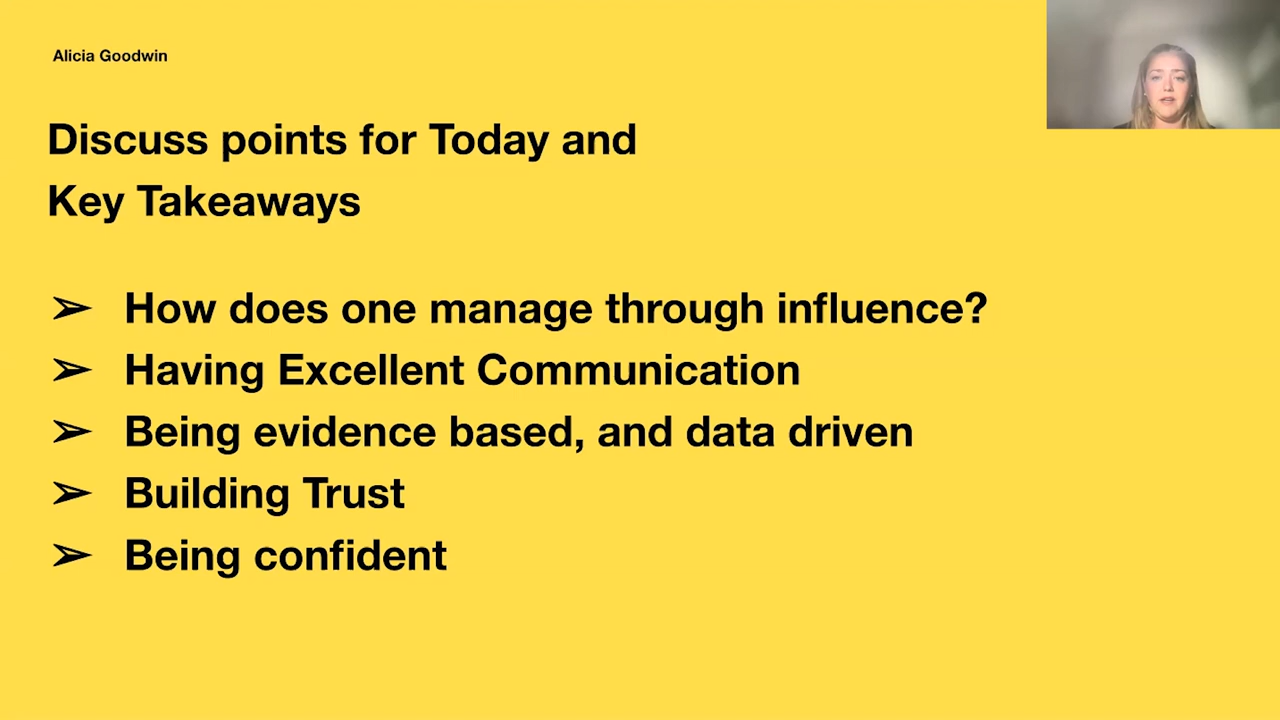 Alicia Goodwin
Discuss points for Today and
Key Takeaways
➢ How does one manage through influence?
➢ Having Excellent Communication
➢ Being evidence based, and data driven
➢ Building Trust
➢ Being confident